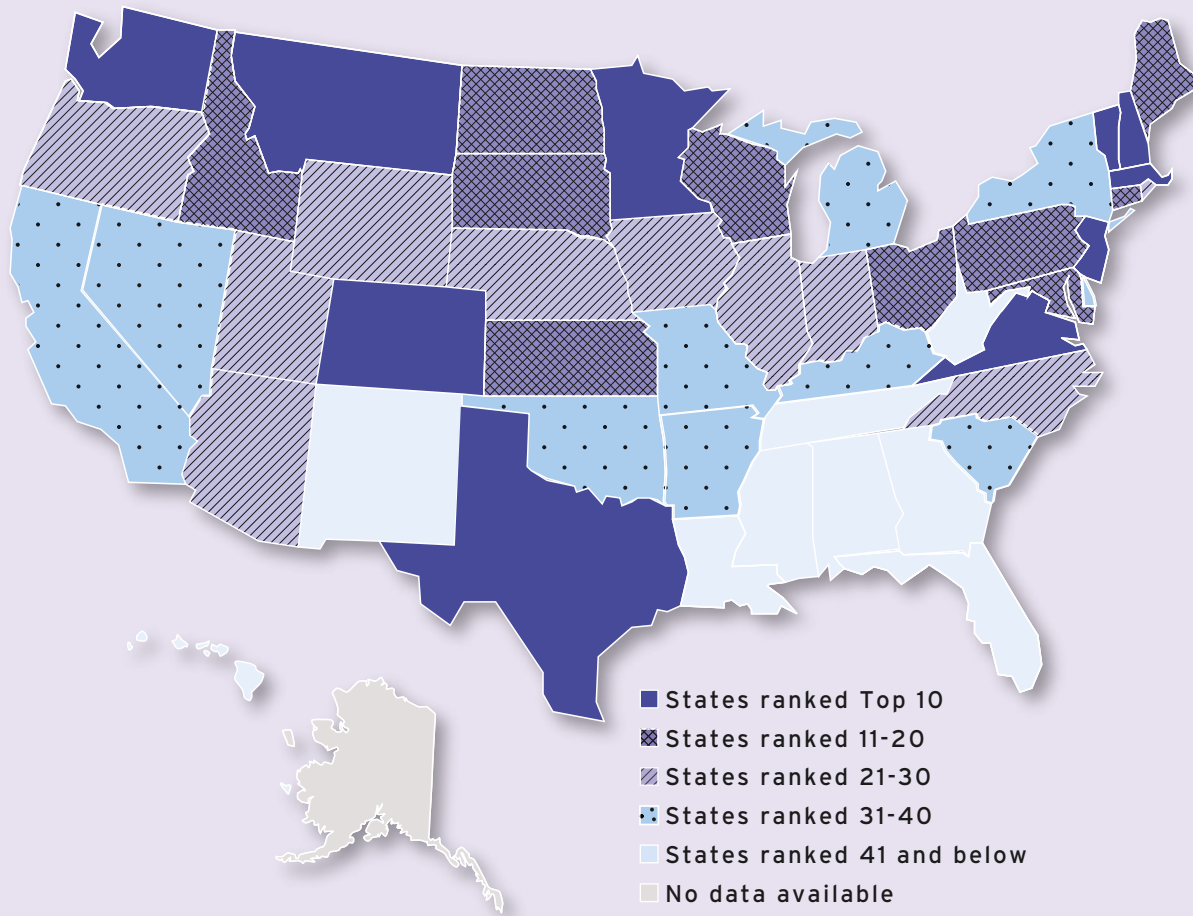 States ranked Top 10
States ranked 11-20
States ranked 21-30
States ranked 31-40
States ranked 41 and below
No data available